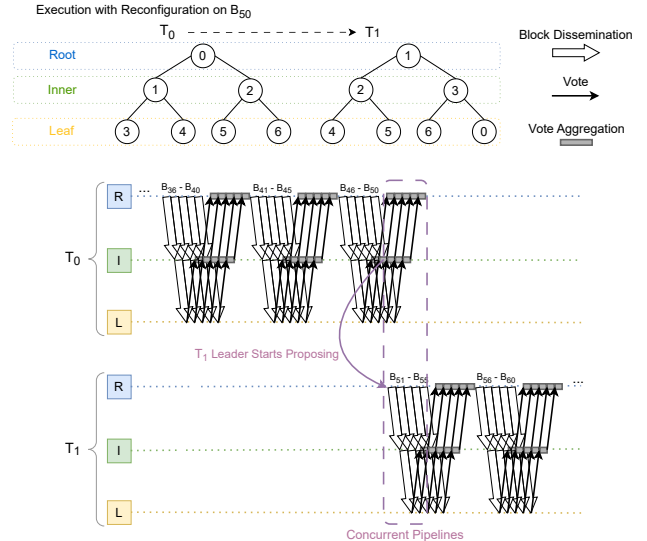 Execution with Reconfiguration on B50
T0 T1
Block Dissemination
Root 0 1
Vote
Inner 1 2 2 3
Vote Aggregation
Leaf 3 4 5 6 4 5 6 0
R ... B36 - B40 B41 - B45 B46 - B50
T0 I
L
T1 Leader Starts Proposing
R B51 - B55 B56 - B60 ...
T1 I
L
Concurrent Pipelines